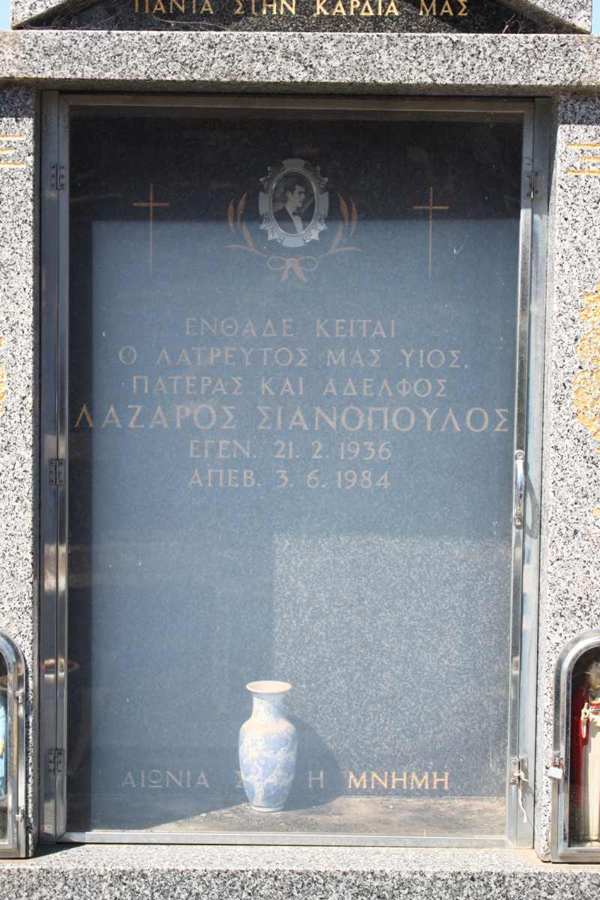 ΠΑΝΤΑ ΣΤΗΝ ΚΑΡΔΙΑ ΜΑΣ
ΕΝΘΑΔΕ ΚΕΙΤΑΙ
Ο ΛΑΤΡΕΥΤΟΣ ΜΑΣ ΥΙΟΣ,
ΠΑΤΕΡΑΣ ΚΑΙ ΑΔΕΛΦΟΣ
ΛΑΖΑΡΟΣ ΣΙΑΝΟΠΟΥΛΟΣ
ΕΓΕΝ. 21. 2. 1936
ΑΠΕΒ. 3. 6. 1984
ΑΙΩΝΙΑ Η ΜΝΗΜΗ